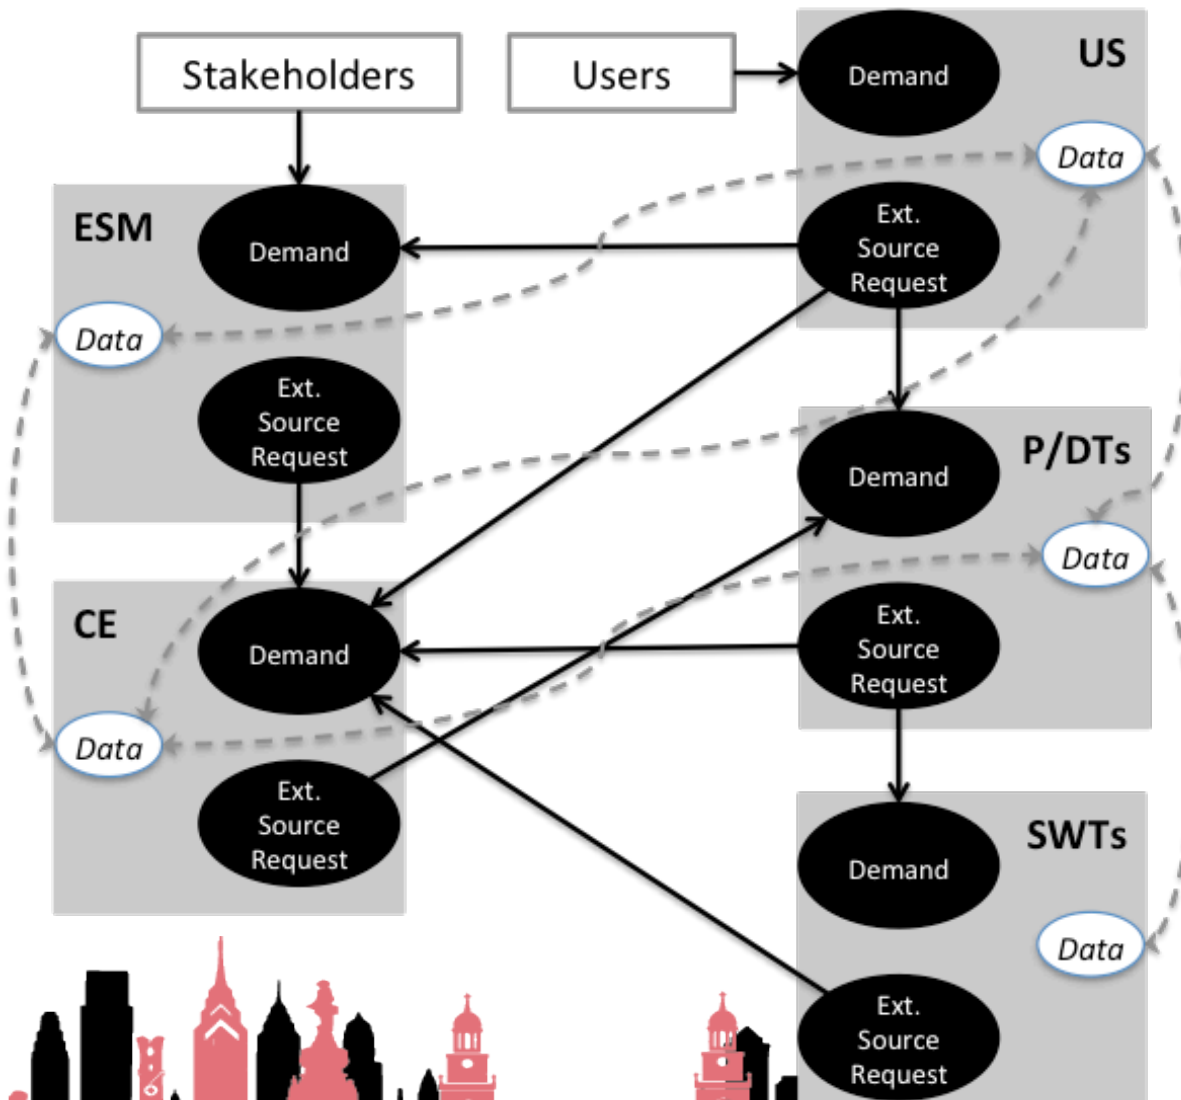 Stakeholders
Users
US
Demand
Data
Ext.
Source
Request
ESM
Demand
Data
Ext.
Source
Request
P/DTs
Demand
Data
Ext.
Source
Request
CE
Demand
Data
Ext.
Source
Request
SWTs
Demand
Data
Ext.
Source
Request